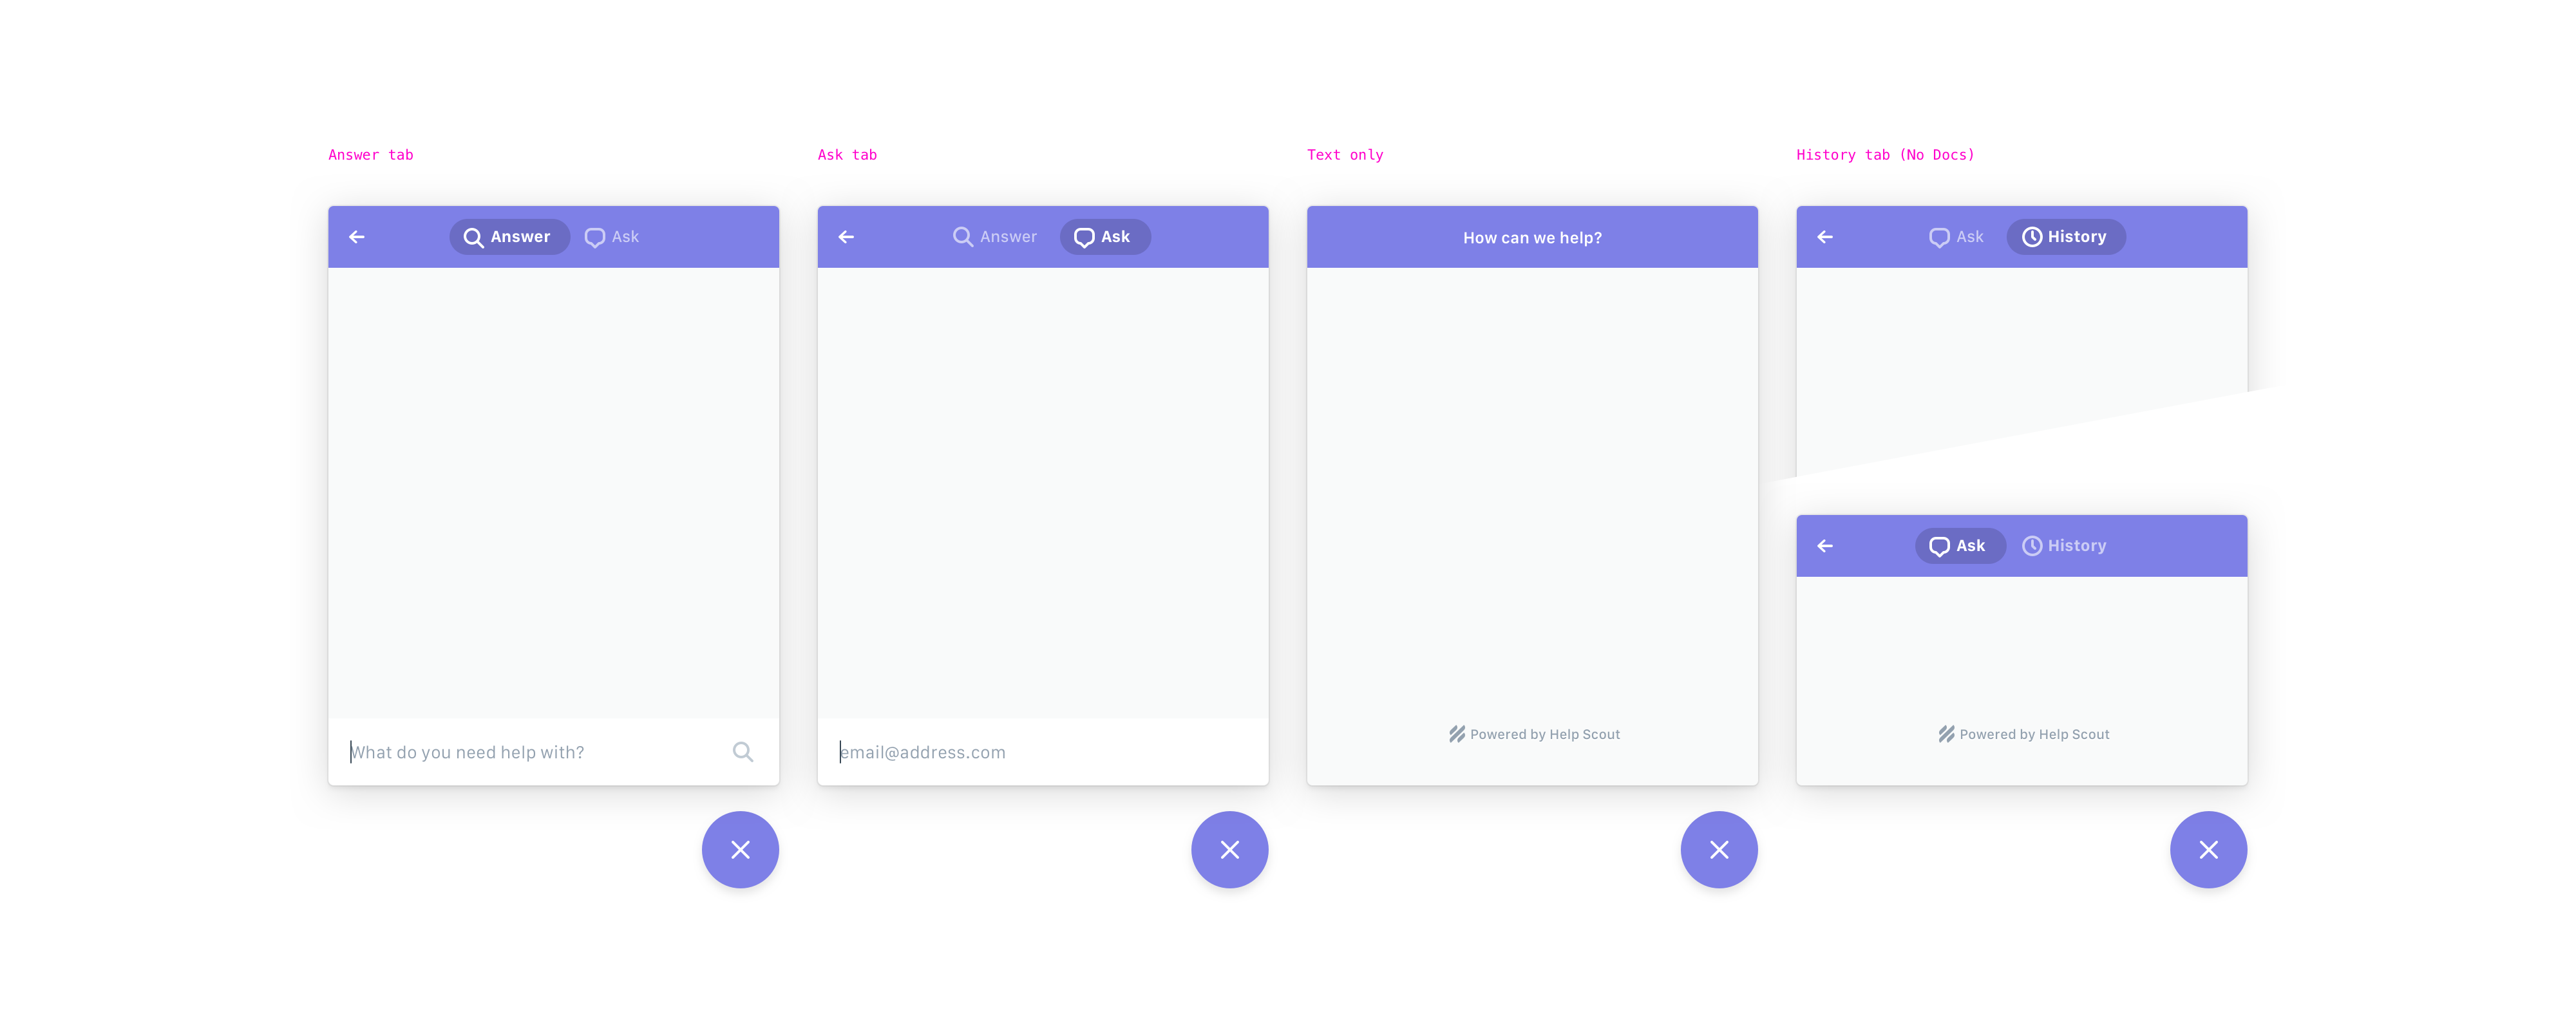 Answer tab
Answer
Ask
What do you need help with?
Ask tab
Answer
Ask
email@address.com
Text only
How can we help?
Powered by Help Scout
History tab (No Docs)
Ask
History
Ask
History
Powered by Help Scout